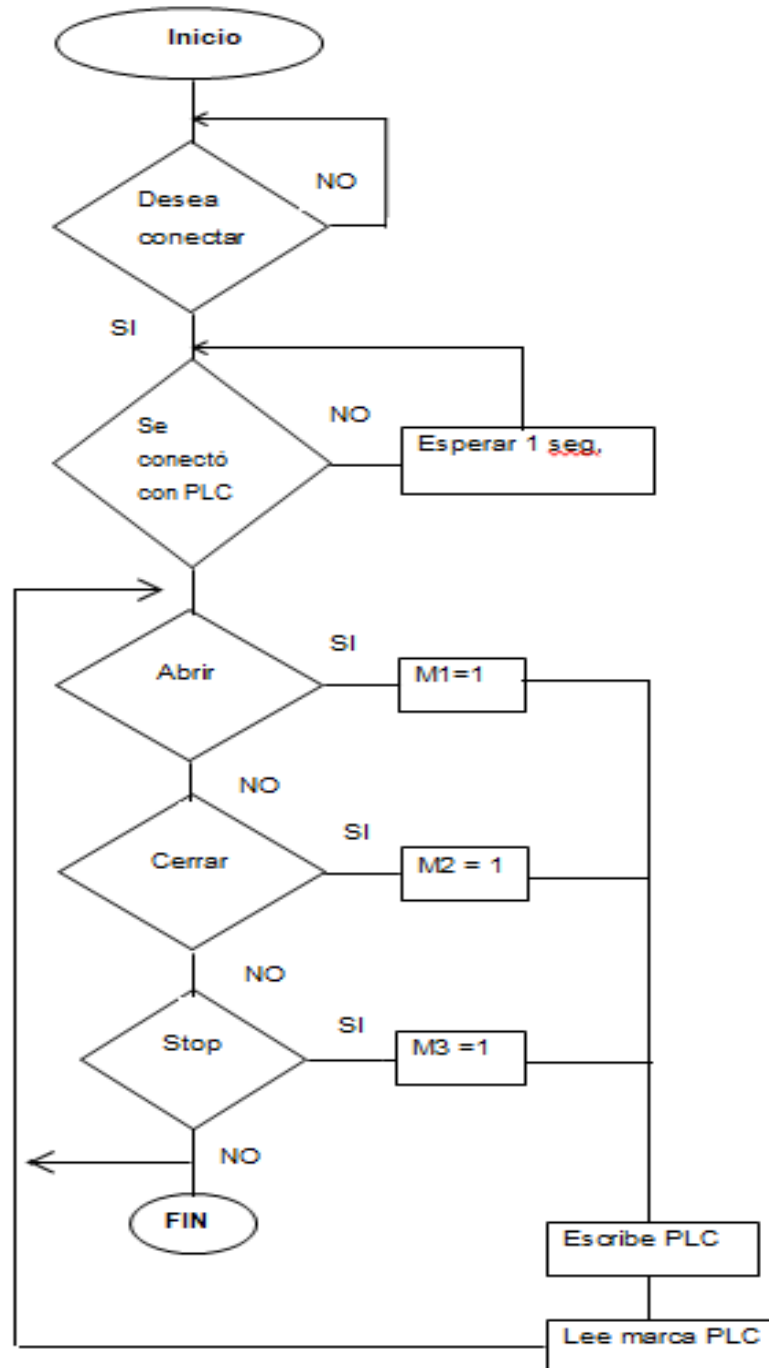 Inicio
NO
Desea
conectar
SI
NO
Se
conectó
con PLC
Esperar 1 seg,
SI
Abrir
M1=1
NO
SI
Cerrar
M2 = 1
NO
SI
Stop
M3 =1
NO
FIN
Escribe PLC
Lee marca PLC